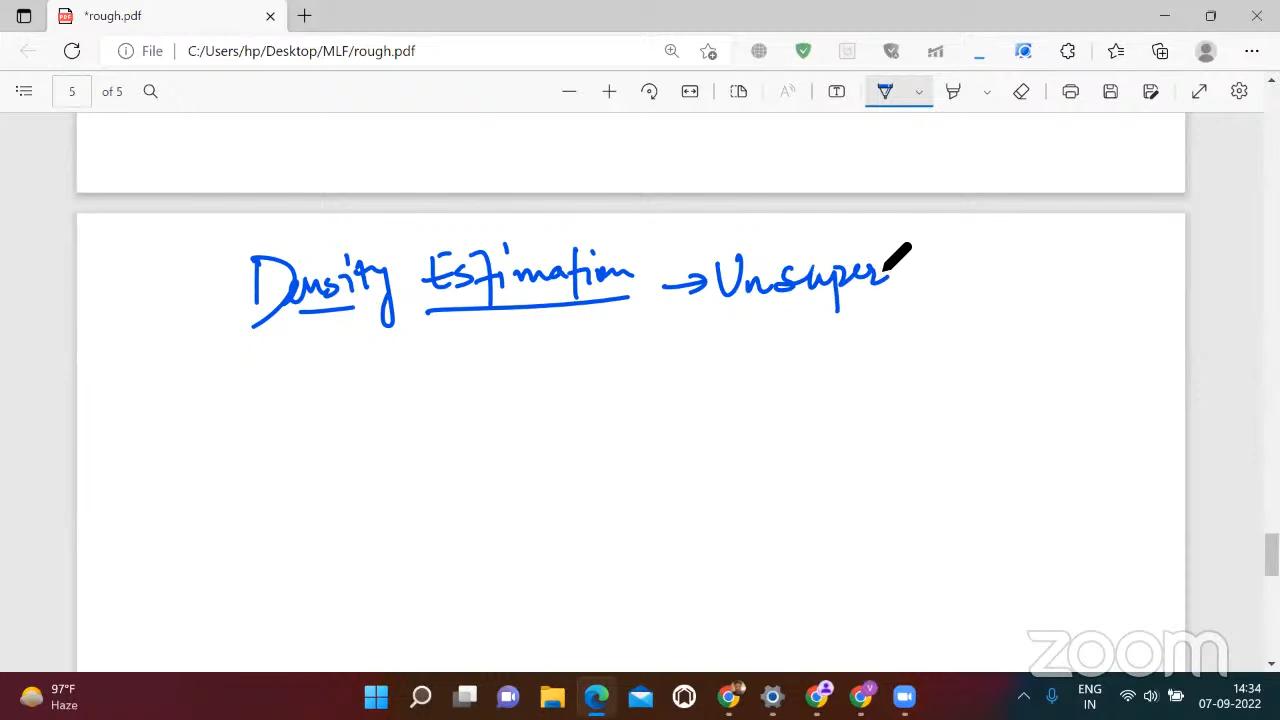 *rough.pdf
File C:/Users/hp/Desktop/MLF/rough.pdf
5 of 5
Density Estimation → Unsuper
zoom
97°F
Haze
ENG
IN
14:34
07-09-2022